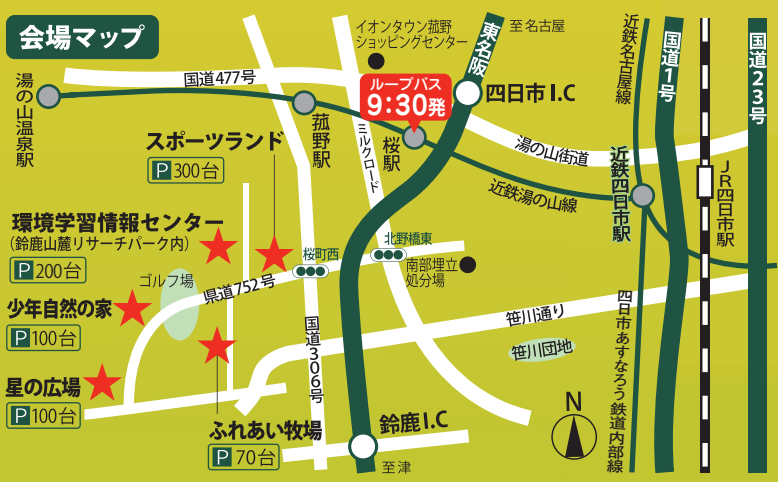 会場マップ
イオンタウン菰野
ショッピングセンター
至名古屋
東名阪
近鉄名古屋線
国道1号
国道23号
国道477号
ループバス
9:30発
四日市I.C
湯の山温泉駅
菰野駅
桜駅
ミルクロード
湯の山街道
近鉄湯の山線
近鉄四日市駅
JR四日市駅
スポーツランド
P300台
環境学習情報センター
(鈴鹿山麓リサーチパーク内)
P200台
ゴルフ場
県道752号
桜町西
北野橋東
南部埋立
処分場
少年自然の家
P100台
国道306号
笹川通り
笹川団地
四日市あすなろう鉄道内部線
星の広場
P100台
ふれあい牧場
P70台
鈴鹿I.C
至津
N